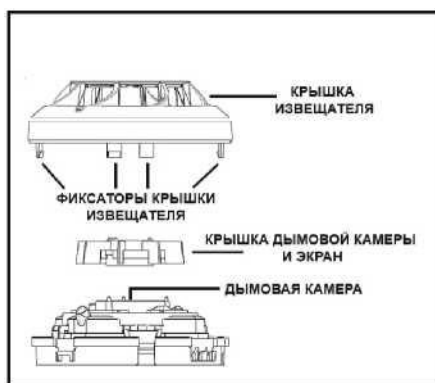 КРЫШКА
ИЗВЕЩАТЕЛЯ
ФИКСАТОРЫ КРЫШКИ
ИЗВЕЩАТЕЛЯ
КРЫШКА ДЫМОВОЙ КАМЕРЫ
И ЭКРАН
ДЫМОВАЯ КАМЕРА